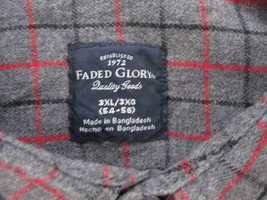 ESTABLISHED
1972
FADED GLORY®
Quality Goods
3XL/3XG
(54-56)
Made in Bangladesh
Hecho en Bangladesh